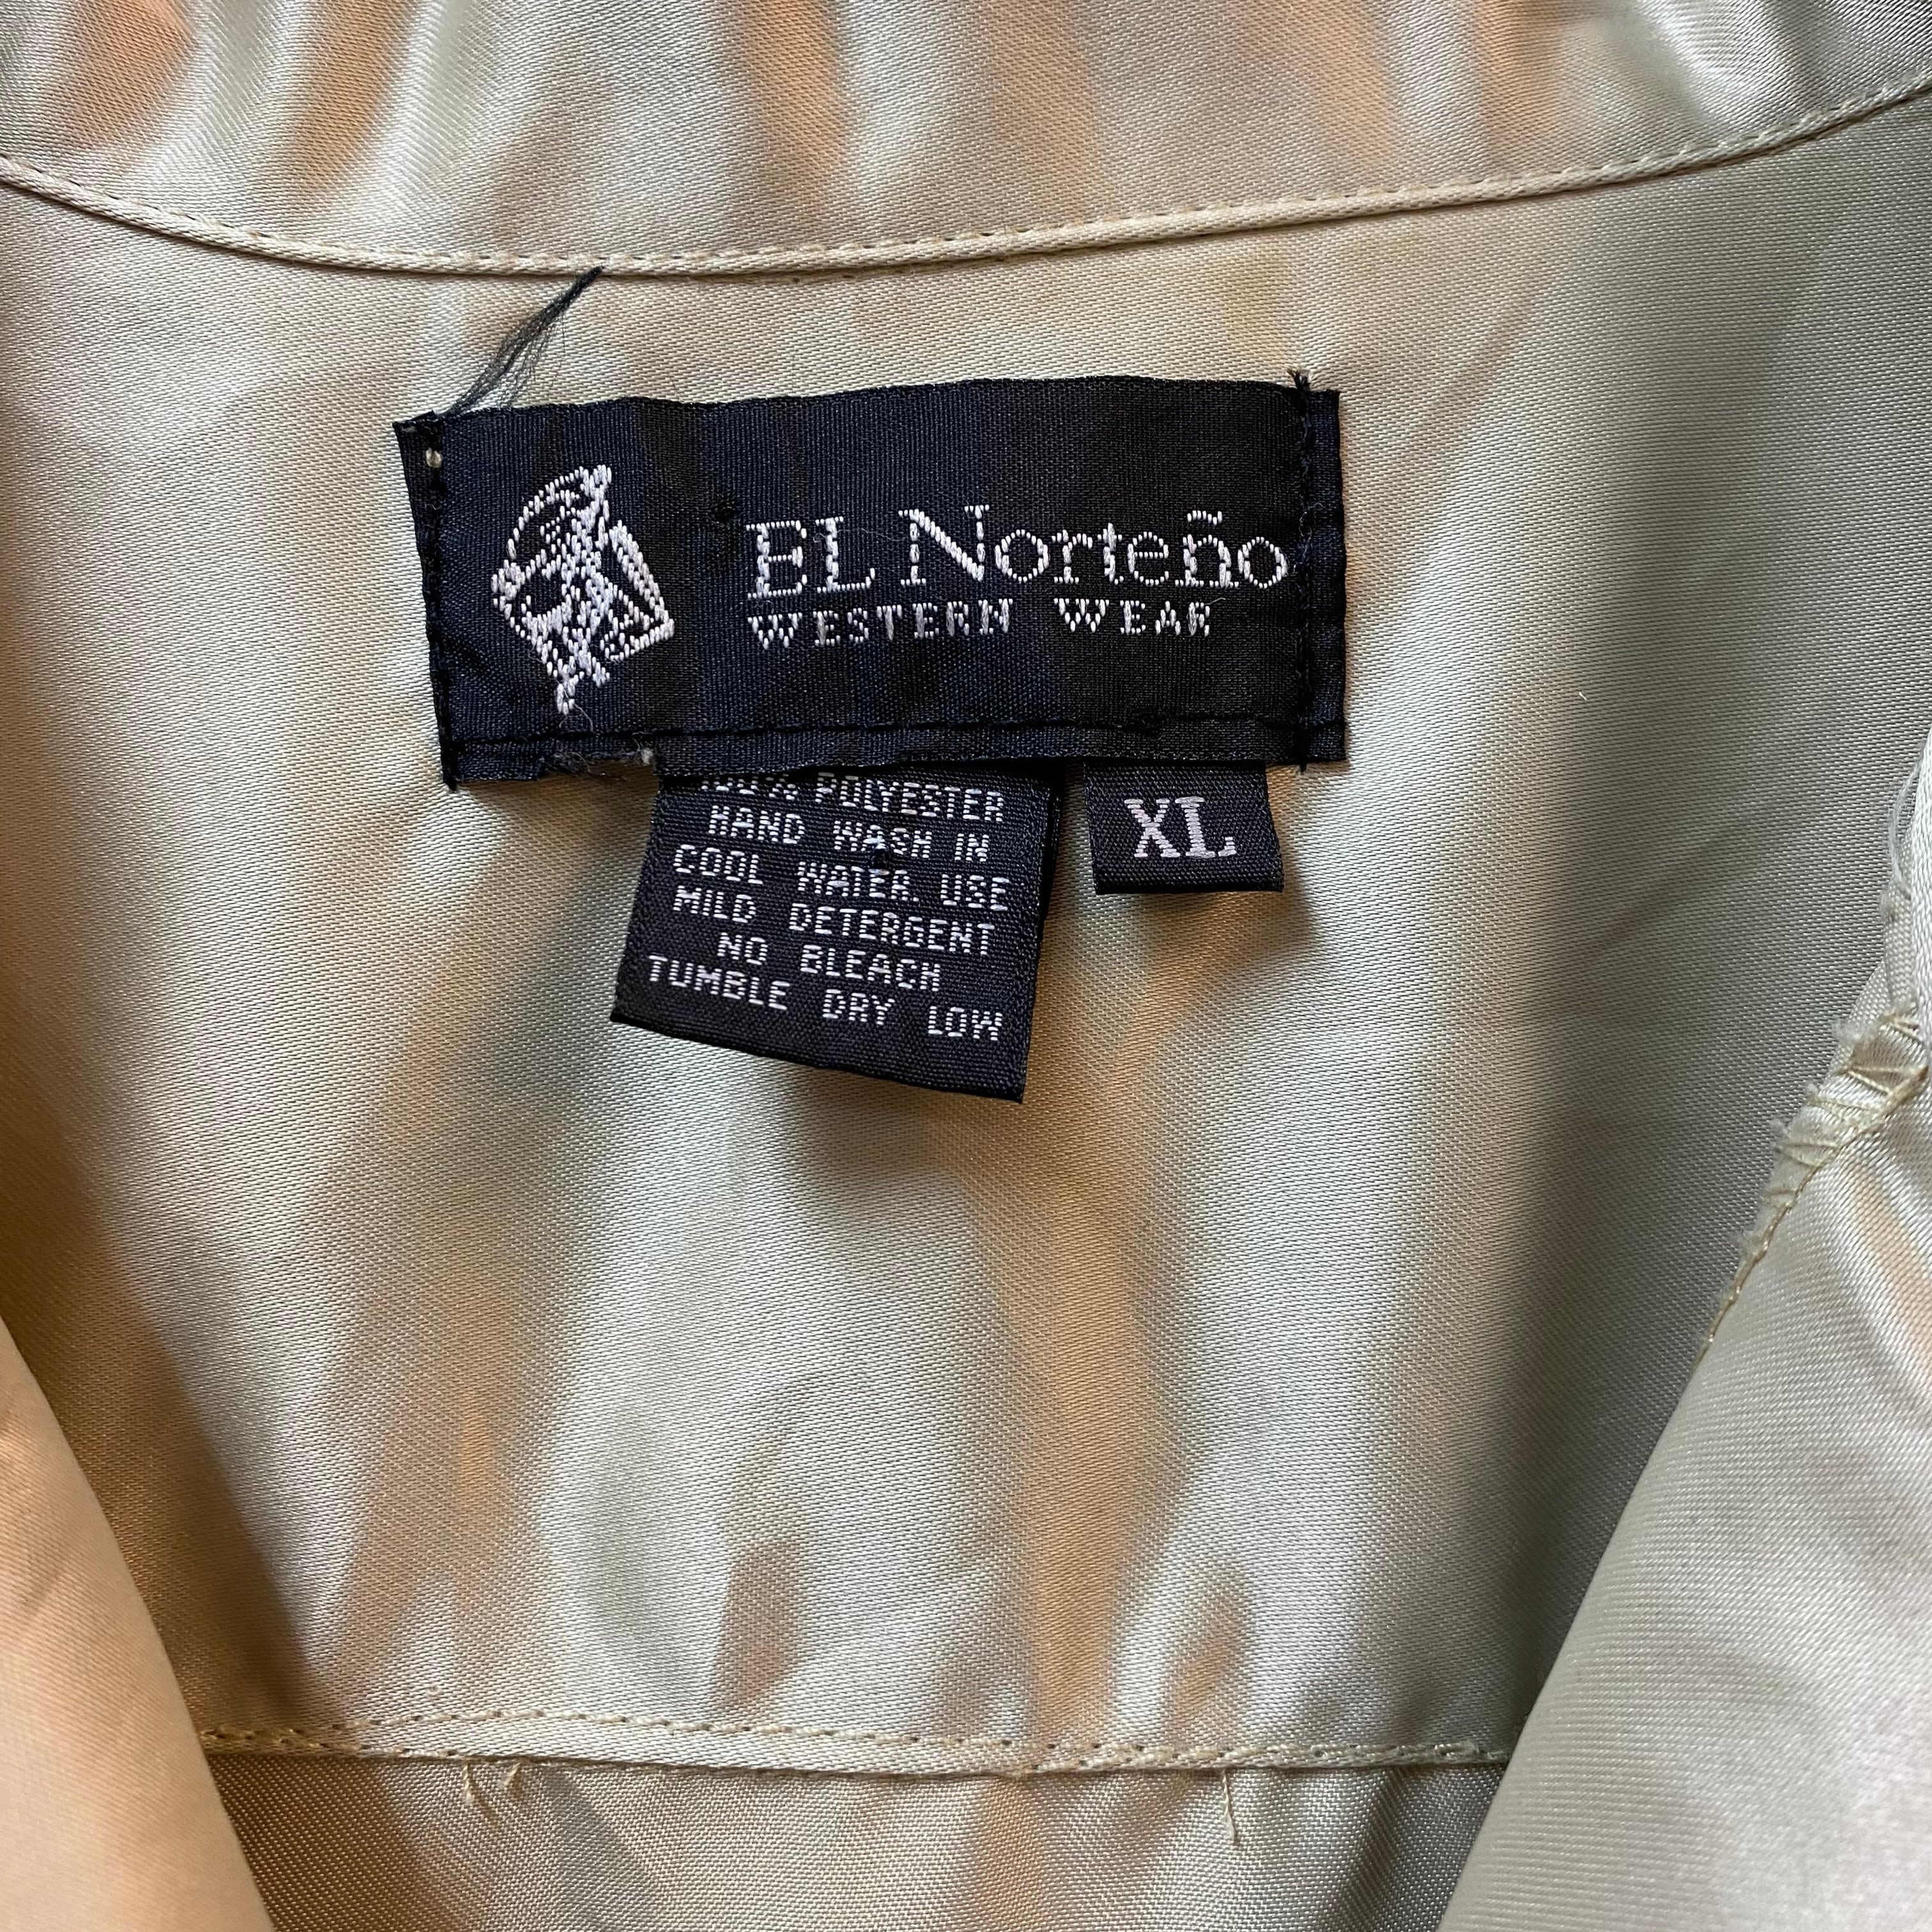 EL Norteño
WESTERN WEAR
100% POLYESTER
HAND WASH IN
COOL WATER. USE
MILD DETERGENT
NO BLEACH
TUMBLE DRY LOW
XL